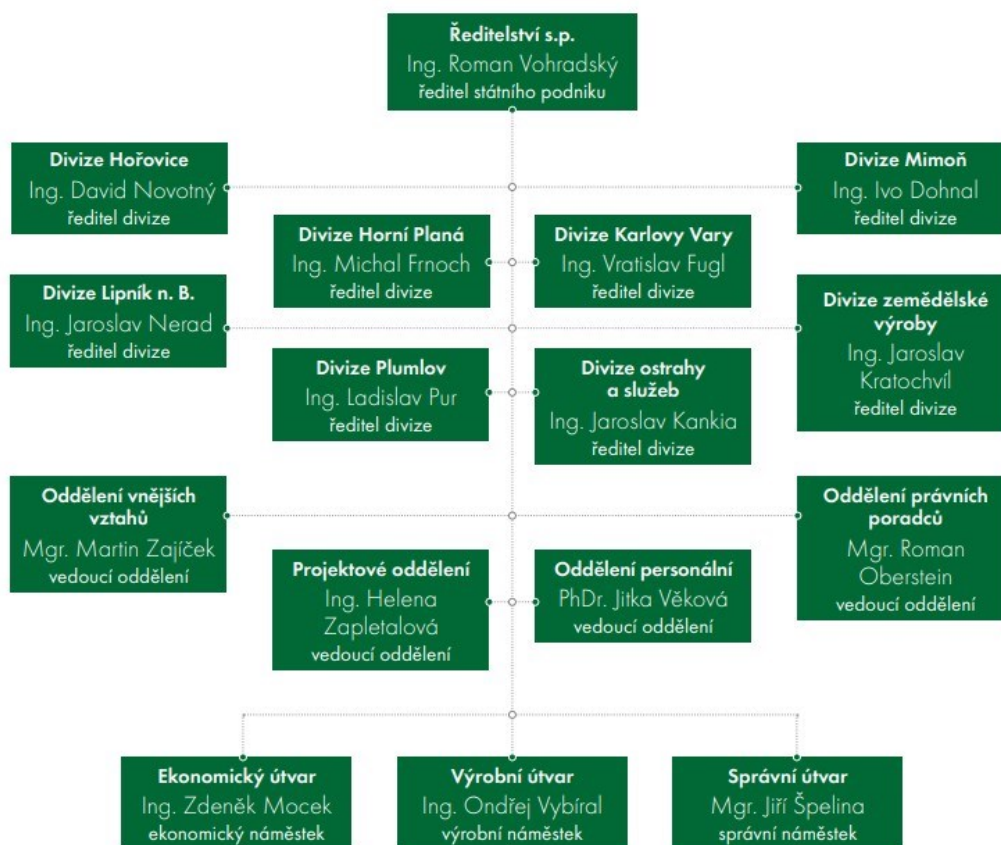 Ředitelství s.p.
Ing. Roman Vohradský
ředitel státního podniku
Divize Hořovice
Ing. David Novotný
ředitel divize
Divize Mimoň
Ing. Ivo Dohnal
ředitel divize
Divize Horní Planá
Ing. Michal Frnoch
ředitel divize
Divize Karlovy Vary
Ing. Vratislav Fugl
ředitel divize
Divize Lipník n. B.
Ing. Jaroslav Nerad
ředitel divize
Divize zemědělské
výroby
Ing. Jaroslav
Kratochvíl
ředitel divize
Divize Plumlov
Ing. Ladislav Pur
ředitel divize
Divize ostrahy
a služeb
Ing. Jaroslav Kankia
ředitel divize
Oddělení vnějších
vztahů
Mgr. Martin Zajíček
vedoucí oddělení
Oddělení právních
poradců
Mgr. Roman
Oberstein
vedoucí oddělení
Projektové oddělení
Ing. Helena
Zapletalová
vedoucí oddělení
Oddělení personální
PhDr. Jitka Věková
vedoucí oddělení
Ekonomický útvar
Ing. Zdeněk Mocek
ekonomický náměstek
Výrobní útvar
Ing. Ondřej Vybíral
výrobní náměstek
Správní útvar
Mgr. Jiří Špelina
správní náměstek